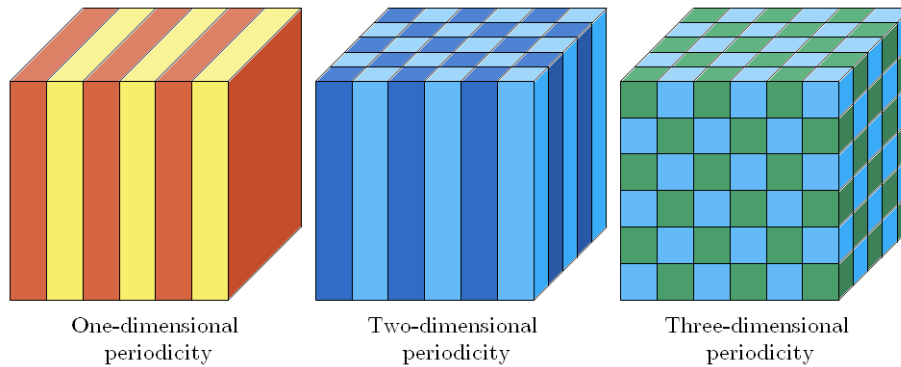 One-dimensional
periodicity
Two-dimensional
periodicity
Three-dimensional
periodicity